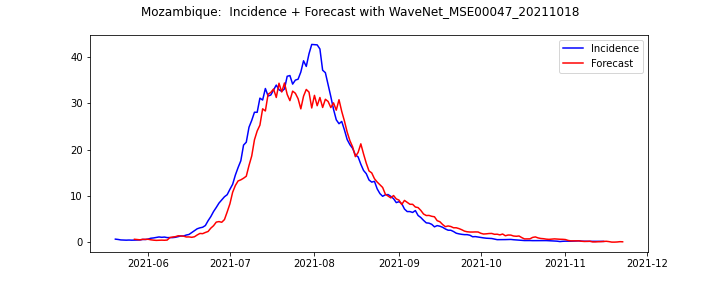 Mozambique:  Incidence + Forecast with WaveNet_MSE00047_20211018
Incidence
Forecast
40
30
20
10
0
2021-06 2021-07 2021-08 2021-09 2021-10 2021-11 2021-12